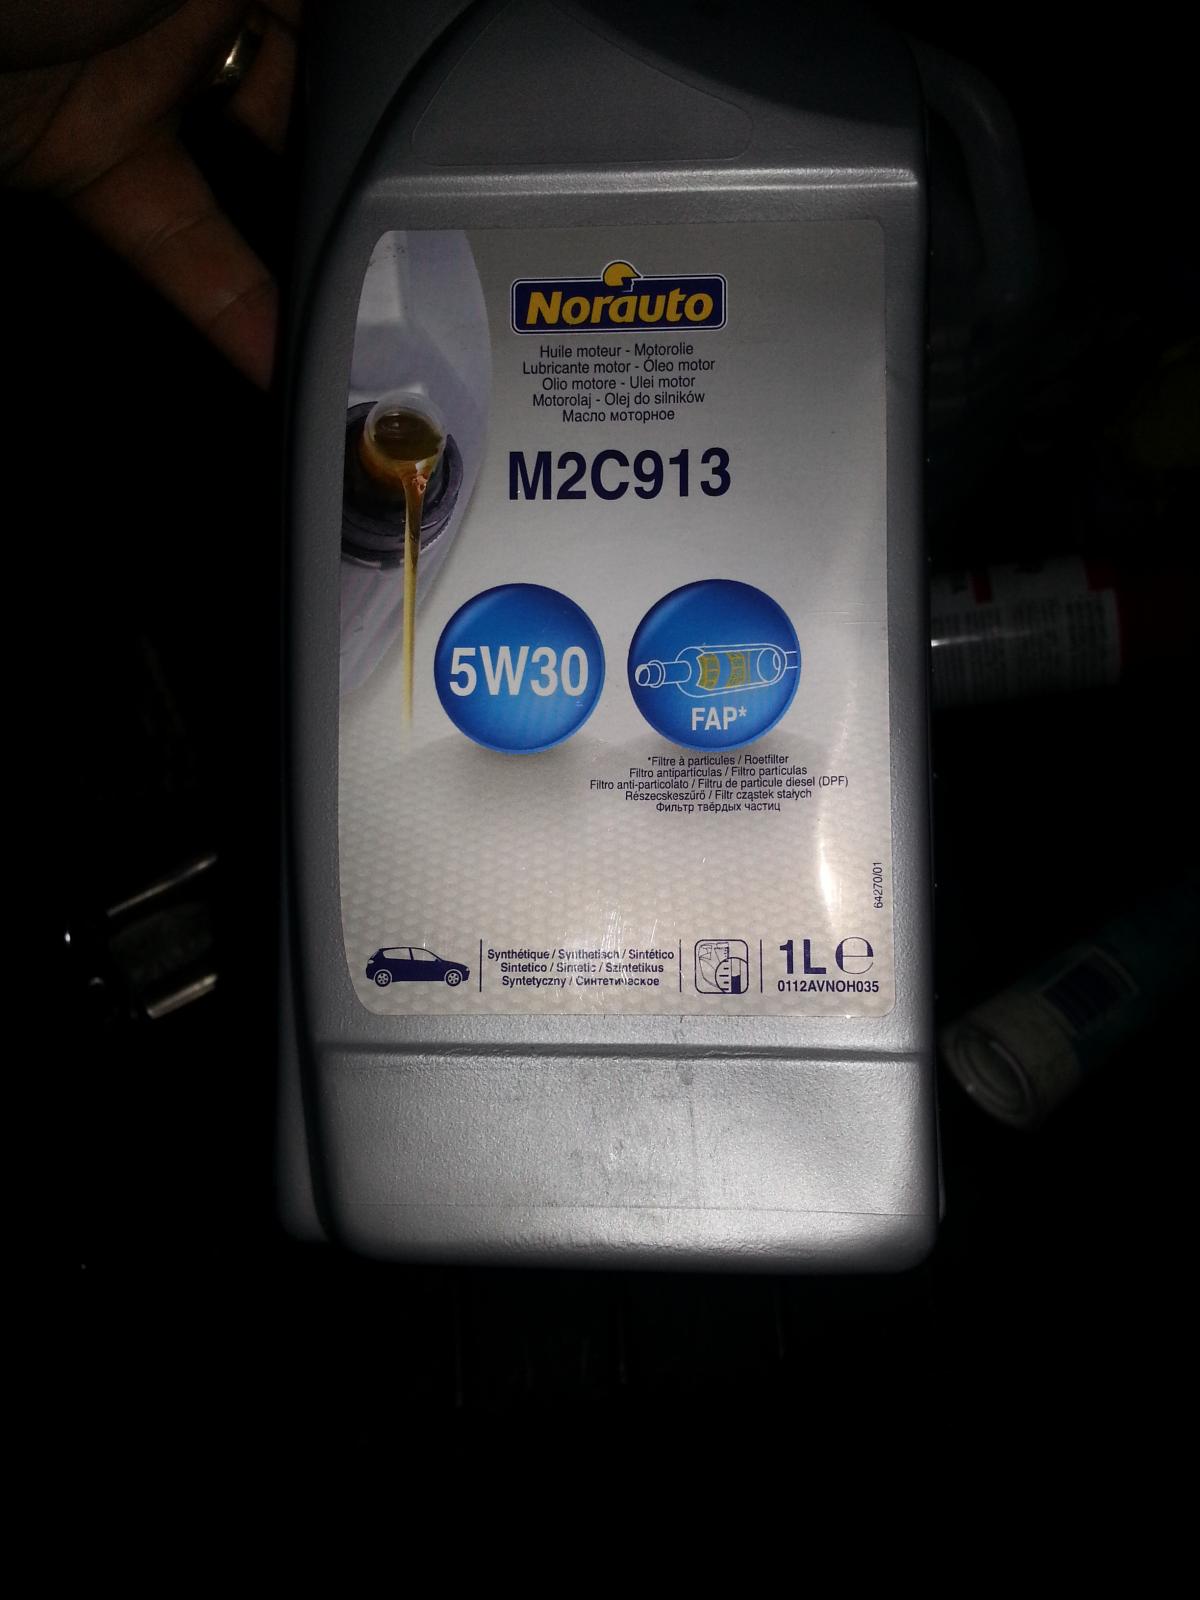 Norauto
Huile moteur - Motorolie
Lubricante motor - Óleo motor
Olio motore - Ulei motor
Motorolaj - Olej do silników
Масло моторное
M2C913
5W30
FAP*
*Filtre à particules / Roetfilter
Filtro antiparticulas / Filtro particulas
Filtro anti-particolato / Filtru de particule diesel (DPF)
Részecskeszűrő / Filtr cząstek stałych
Фильтр твёрдых частиц
64270/01
Synthétique / Synthetisch / Sintético
Sintetico / Sintetic / Szintetikus
Syntetyczny / Синтетическое
1L℮
0112AVNOH035